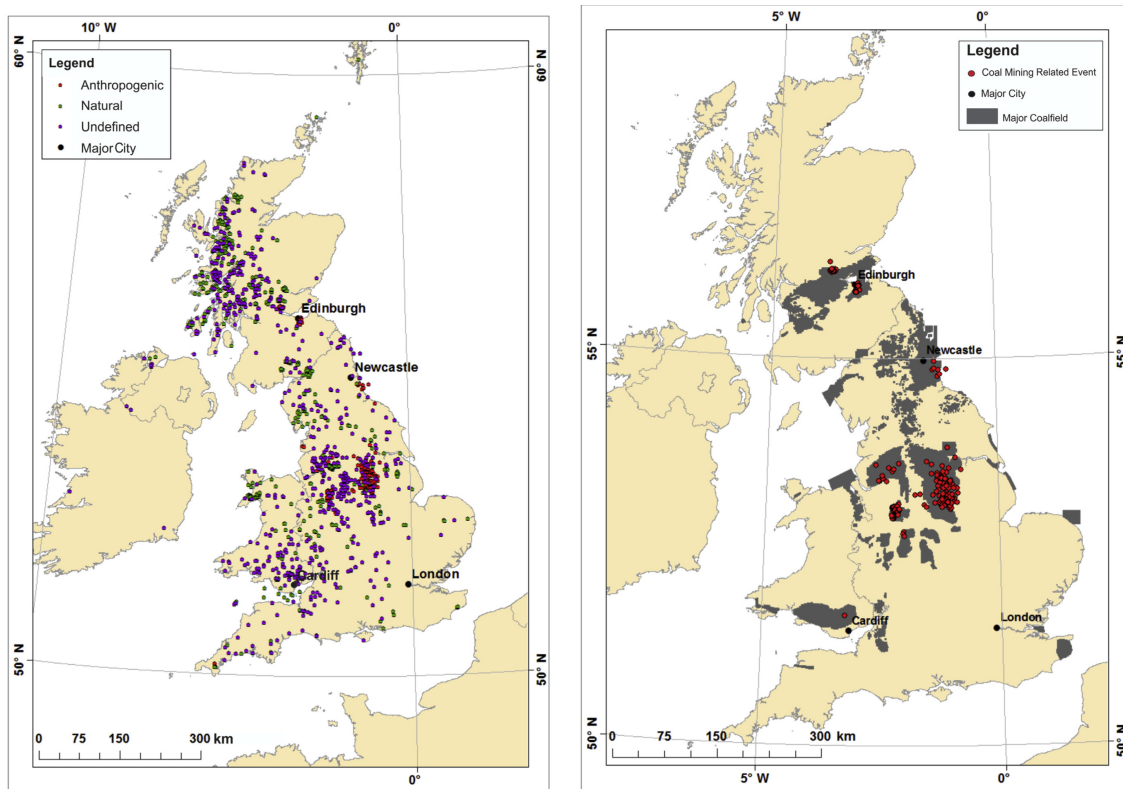 10° W
0°
60° N
60° N
Legend
Anthropogenic
Natural
Undefined
Major City
Edinburgh
Newcastle
Cardiff
London
50° N
50° N
0 75 150 300 km
0°
5° W
0°
Legend
Coal Mining Related Event
Major City
Major Coalfield
Edinburgh
55° N
Newcastle
55° N
Cardiff
London
50° N
50° N
0 75 150 300 km
5° W
0°